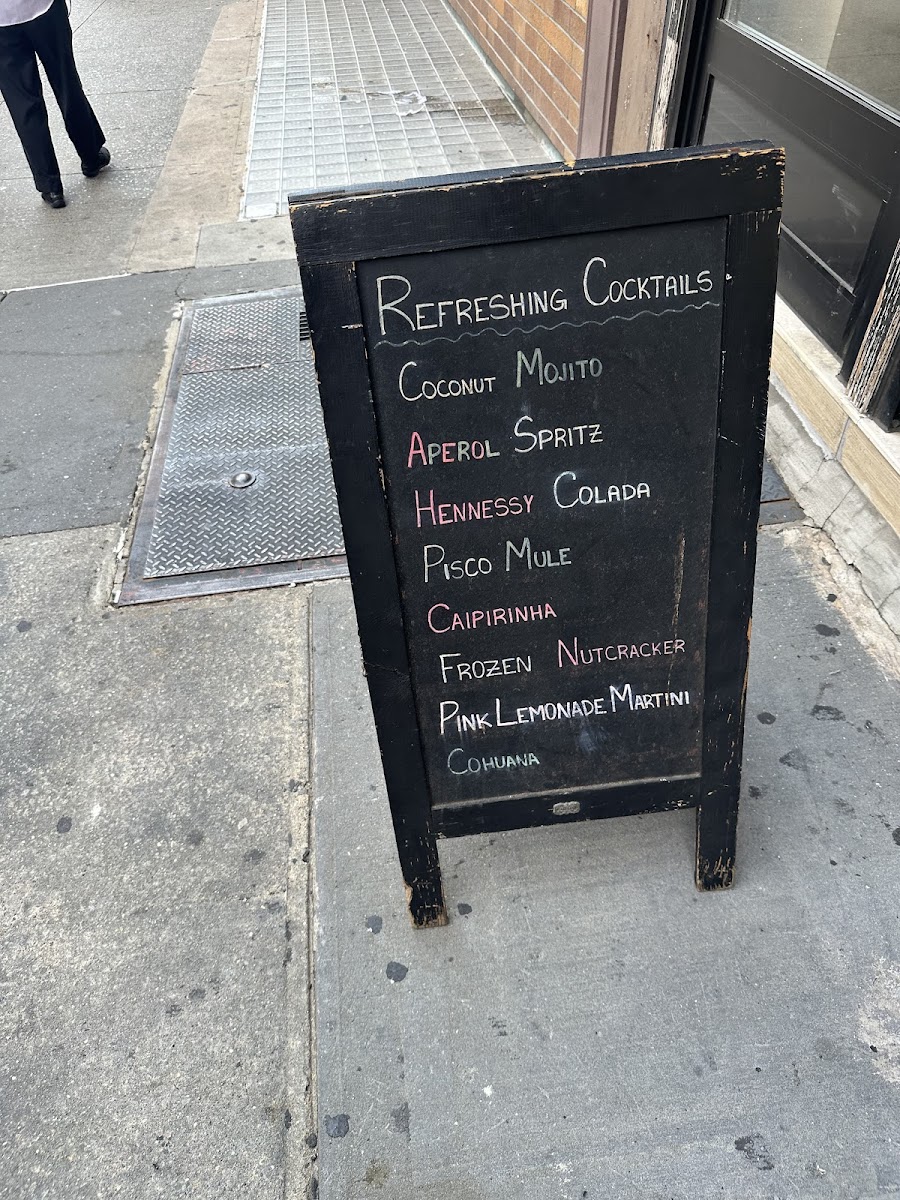 Refreshing Cocktails
Coconut Mojito
Aperol Spritz
Hennessy Colada
Pisco Mule
Caipirinha
Frozen Nutcracker
Pink Lemonade Martini
Cohuana